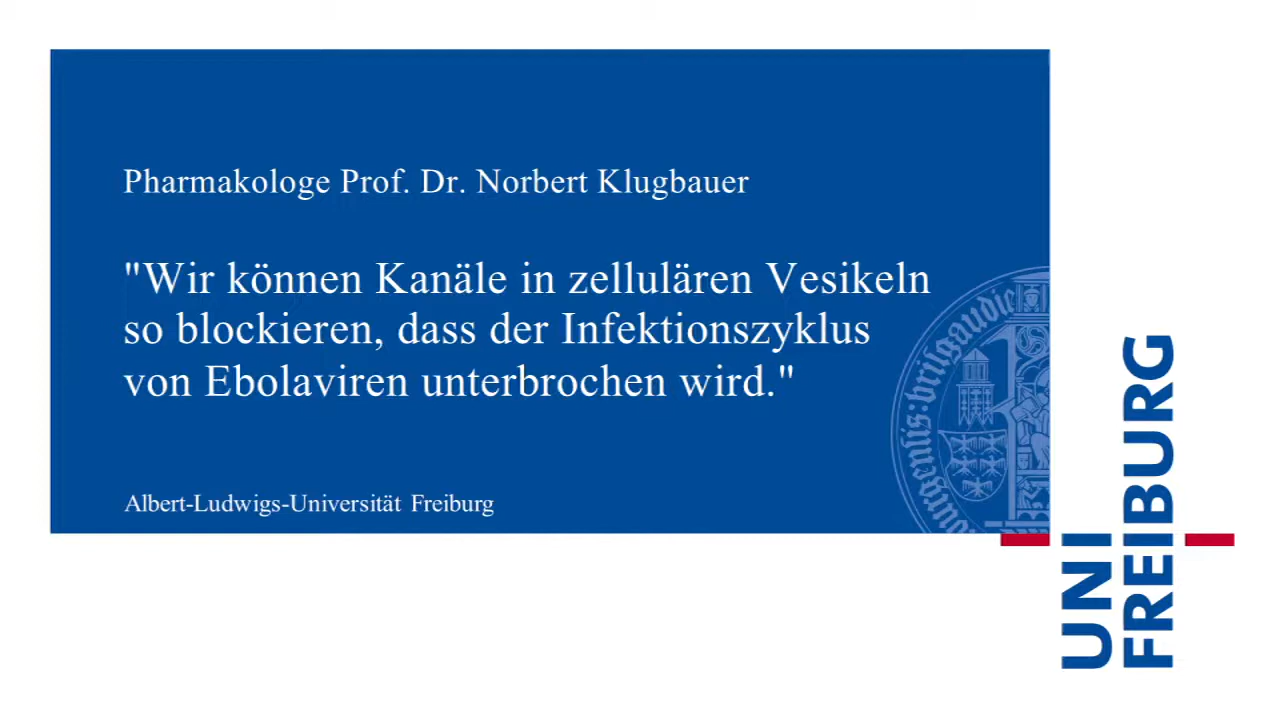 Pharmakologe Prof. Dr. Norbert Klugbauer
"Wir können Kanäle in zellulären Vesikeln
so blockieren, dass der Infektionszyklus
von Ebolaviren unterbrochen wird."
Albert-Ludwigs-Universität Freiburg
UNI
FREIBURG